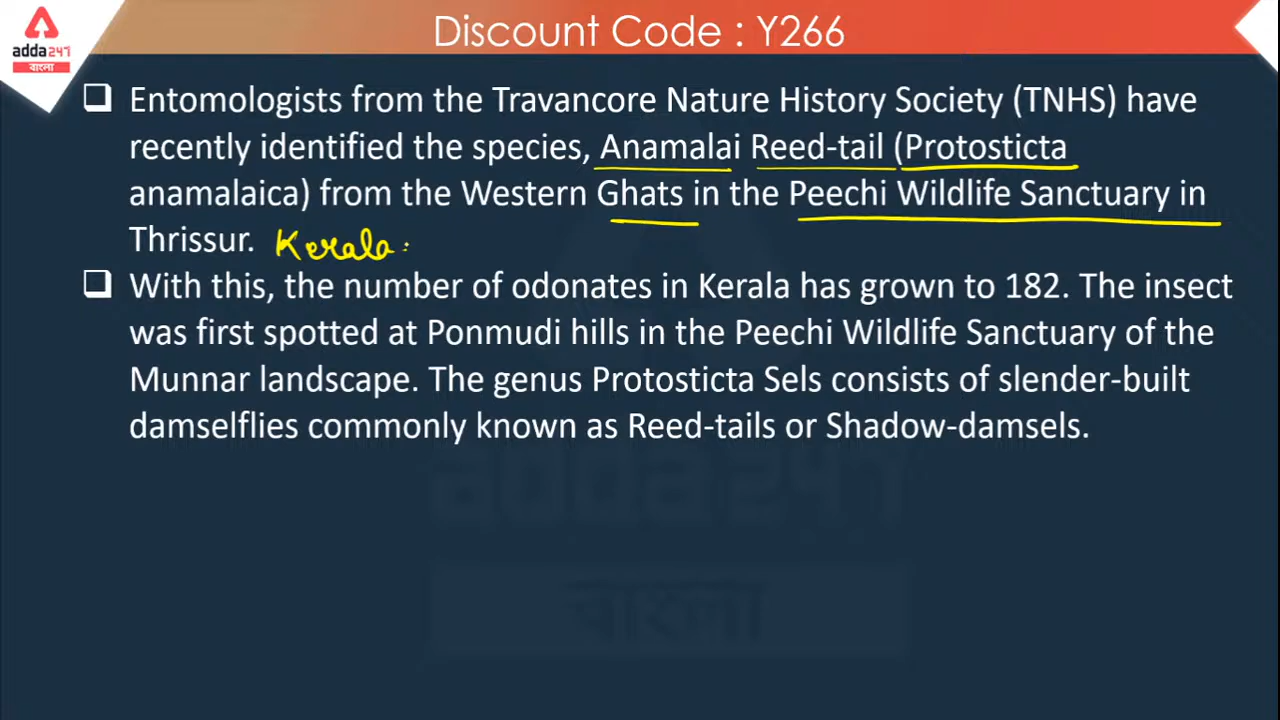 Discount Code : Y266
adda247
বাংলা
Entomologists from the Travancore Nature History Society (TNHS) have
recently identified the species, Anamalai Reed-tail (Protosticta
anamalaica) from the Western Ghats in the Peechi Wildlife Sanctuary in
Thrissur. Kerala.
With this, the number of odonates in Kerala has grown to 182. The insect
was first spotted at Ponmudi hills in the Peechi Wildlife Sanctuary of the
Munnar landscape. The genus Protosticta Sels consists of slender-built
damselflies commonly known as Reed-tails or Shadow-damsels.
adda247
বাংলা